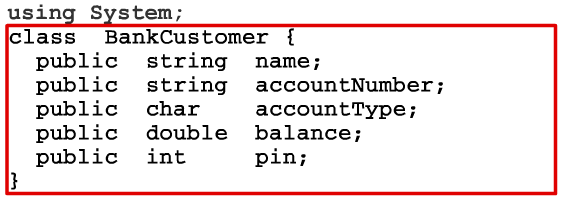 using System;
class  BankCustomer {
  public  string  name;
  public  string  accountNumber;
  public  char    accountType;
  public  double  balance;
  public  int     pin;
}